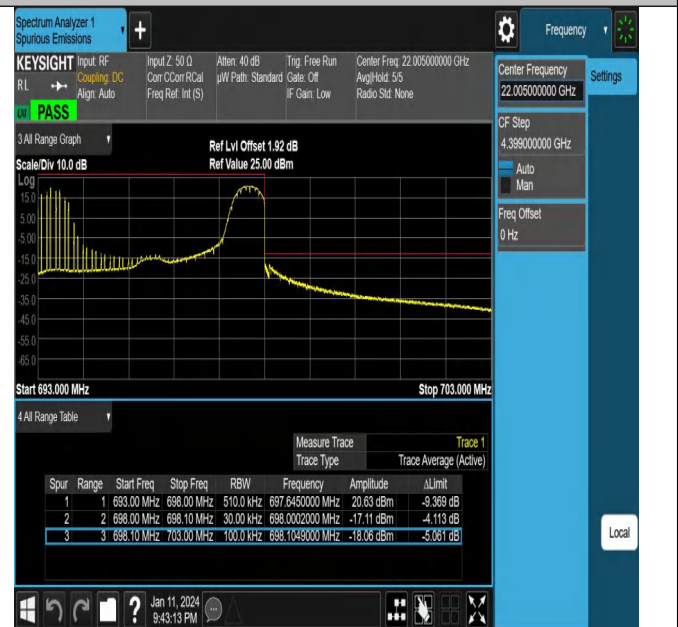 Spectrum Analyzer 1
Spurious Emissions
+
Frequency
KEYSIGHT Input: RF
RL
Coupling: DC
Align: Auto
Input Z: 50 Ω
Corr CCorr RCal
Freq Ref: Int (S)
Atten: 40 dB
µW Path: Standard
Trig: Free Run
Gate: Off
IF Gain: Low
Center Freq: 22.005000000 GHz
Avg|Hold: 5/5
Radio Std: None
PASS
Center Frequency
22.005000000 GHz
Settings
CF Step
4.399000000 GHz
Auto
Man
Freq Offset
0 Hz
3 All Range Graph
Ref Lvl Offset 1.92 dB
Scale/Div 10.0 dB
Ref Value 25.00 dBm
Log
15.0
5.00
-5.00
-15.0
-25.0
-35.0
-45.0
-55.0
-65.0
Start 693.000 MHz
Stop 703.000 MHz
4 All Range Table
Measure Trace Trace 1
Trace Type Trace Average (Active)
Spur Range Start Freq Stop Freq RBW Frequency Amplitude ΔLimit
1 1 693.00 MHz 698.00 MHz 510.0 kHz 697.6450000 MHz 20.63 dBm -9.369 dB
2 2 698.00 MHz 698.10 MHz 30.00 kHz 698.0002000 MHz -17.11 dBm -4.113 dB
3 3 698.10 MHz 703.00 MHz 100.0 kHz 698.1049000 MHz -18.06 dBm -5.061 dB
Local
?
Jan 11, 2024
9:43:13 PM